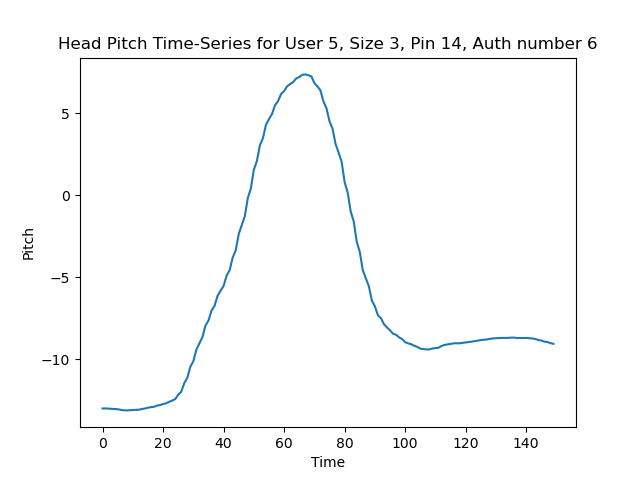 Head Pitch Time-Series for User 5, Size 3, Pin 14, Auth number 6
5
0
−5
−10
Pitch
0 20 40 60 80 100 120 140
Time